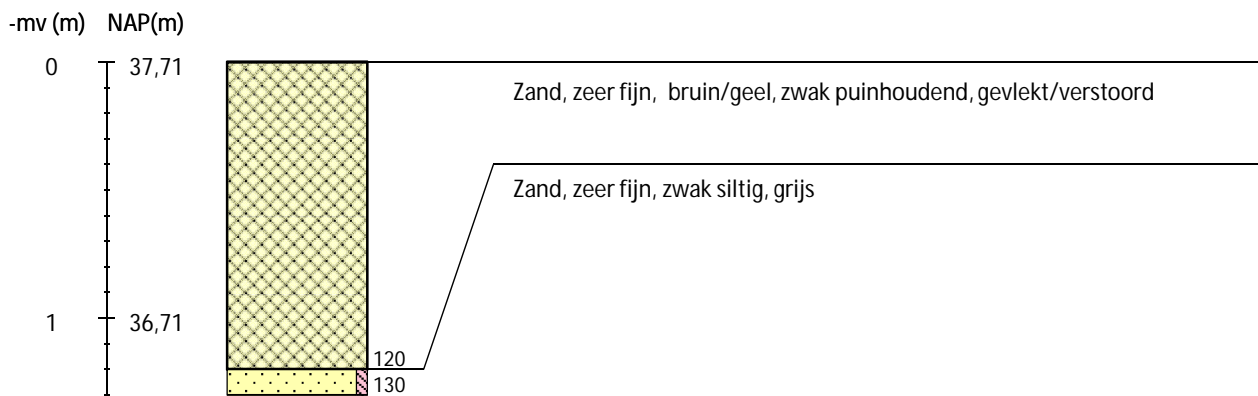 -mv (m) NAP(m)
0 37,71
Zand, zeer fijn, bruin/geel, zwak puinhoudend, gevlekt/verstoord
Zand, zeer fijn, zwak siltig, grijs
1 36,71
120
130